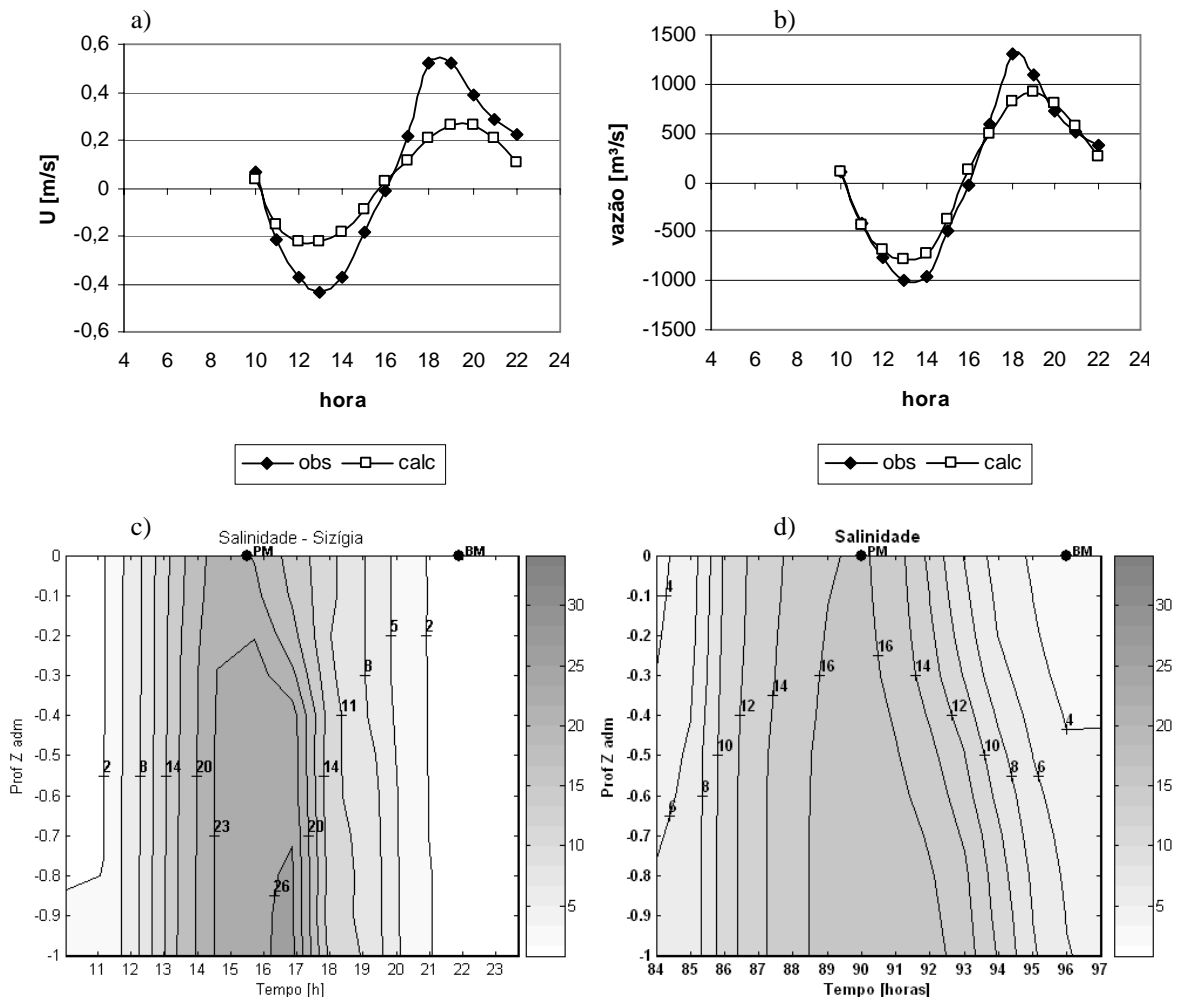 a)
0,6
0,4
0,2
0
-0,2
-0,4
-0,6
U [m/s]
4 6 8 10 12 14 16 18 20 22 24
hora
obs calc
b)
1500
1000
500
0
-500
-1000
-1500
vazão [m³/s]
4 6 8 10 12 14 16 18 20 22 24
hora
obs calc
c)
Salinidade - Sizígia
PM BM
0
-0.1
-0.2
-0.3
-0.4
-0.5
-0.6
-0.7
-0.8
-0.9
-1
Prof Z adm
5 2
8
11
2 8 14 20 14
23 20
26
11 12 13 14 15 16 17 18 19 20 21 22 23
Tempo [h]
30
25
20
15
10
5
d)
Salinidade
PM BM
0
-0.1
-0.2
-0.3
-0.4
-0.5
-0.6
-0.7
-0.8
-0.9
-1
Prof Z adm
4
16
14 16 14
12 12 4
10 10
8 8 6
6
84 85 86 87 88 89 90 91 92 93 94 95 96 97
Tempo [horas]
30
25
20
15
10
5